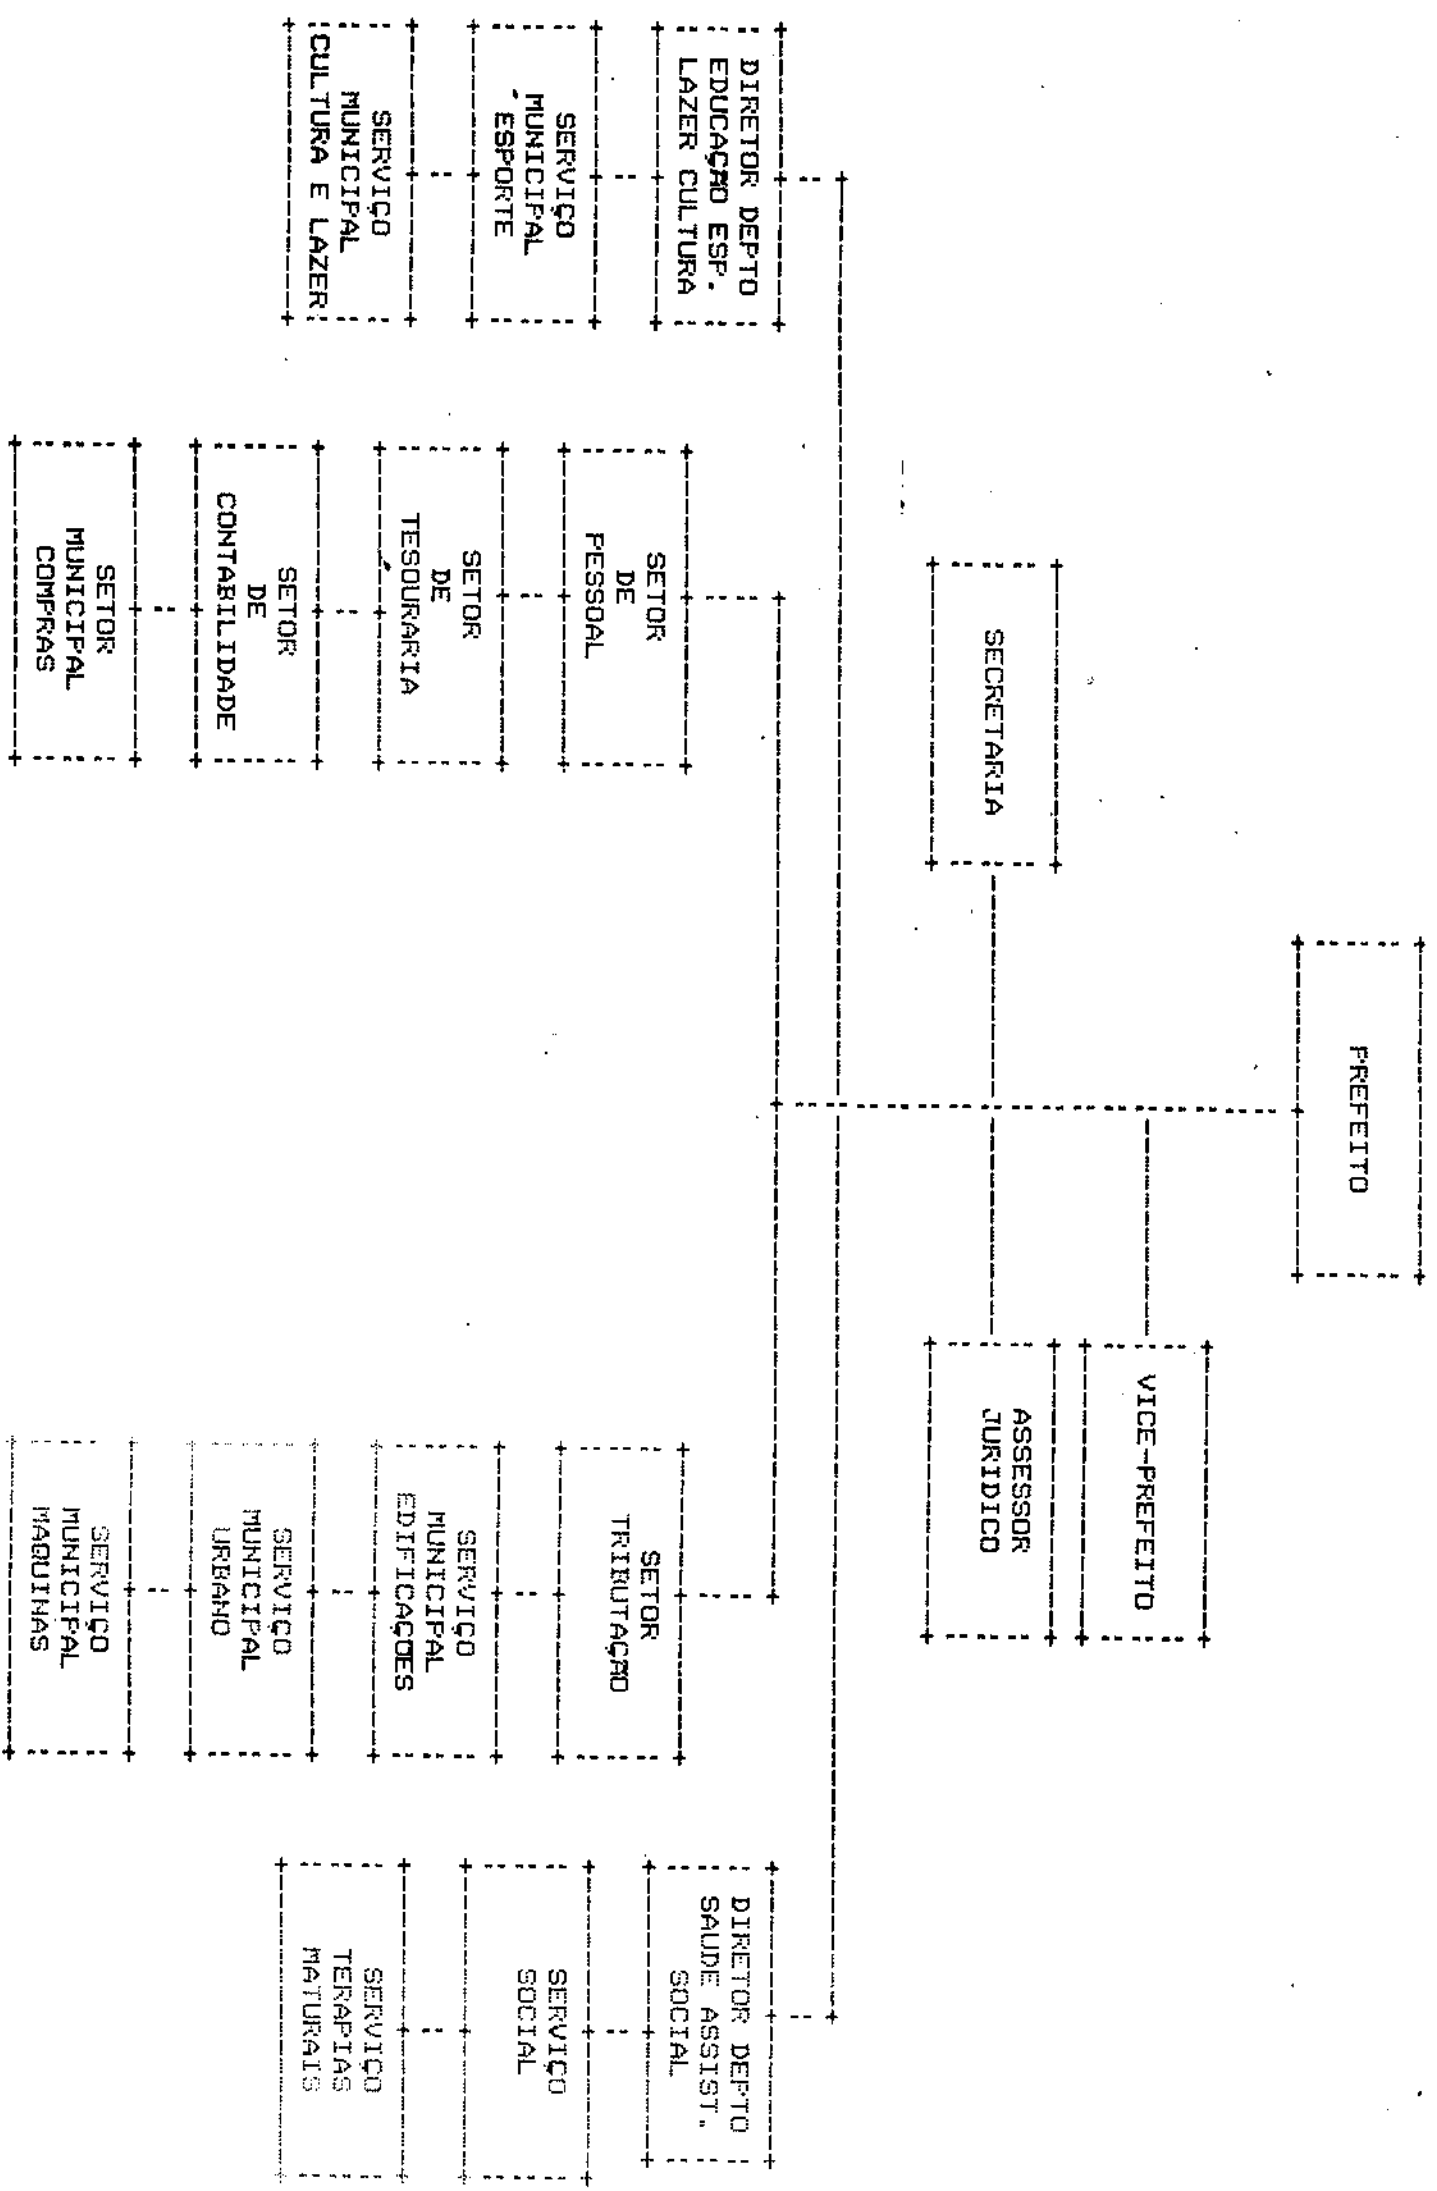 PREFEITO
VICE-PREFEITO
SECRETARIA
ASSESSOR
JURIDICO
DIRETOR DEPTO
EDUCAÇÃO ESP.
LAZER CULTURA
SERVIÇO
MUNICIPAL
ESPORTE
SERVIÇO
MUNICIPAL
CULTURA E LAZER
SETOR
DE
PESSOAL
SETOR
DE
TESOURARIA
SETOR
DE
CONTABILIDADE
SETOR
MUNICIPAL
COMPRAS
SETOR
TRIBUTAÇÃO
SERVIÇO
MUNICIPAL
EDIFICAÇOES
SERVIÇO
MUNICIPAL
URBANO
SERVIÇO
MUNICIPAL
MAQUINAS
DIRETOR DEPTO
SAUDE ASSIST.
SOCIAL
SERVIÇO
SOCIAL
SERVIÇO
TERAPIAS
NATURAIS